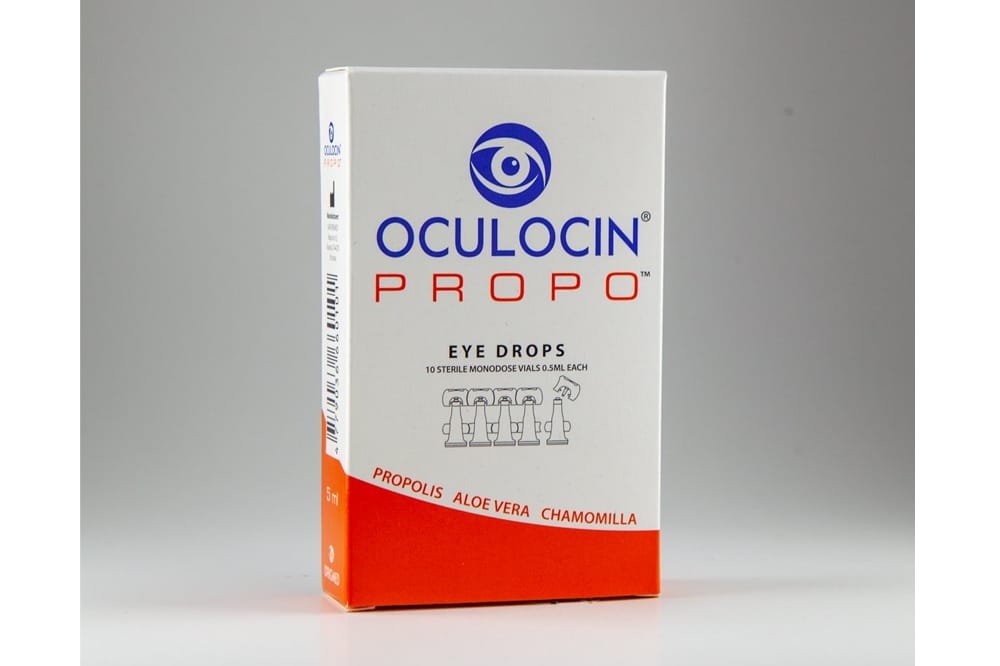 OCULOCIN®
PROPO™
EYE DROPS
10 STERILE MONODOSE VIALS 0.5ML EACH
PROPOLIS ALOE VERA CHAMOMILLA
OCULOCIN
PROPO
Manufacturer
5 ml